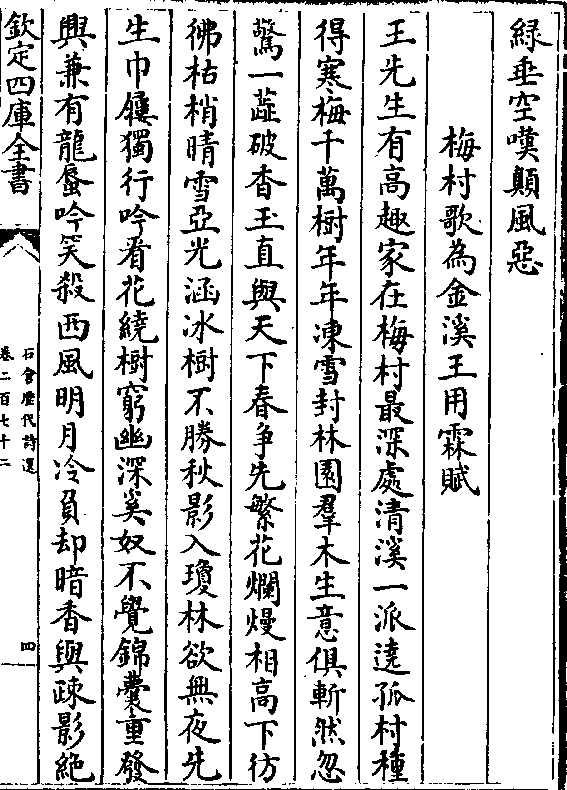 緑垂空嘆顛風惡
梅村歌為金溪王用霖賦
王先生有髙趣家在梅村最深處清溪一派遶孤村種
得寒梅千萬樹年年凍雪封林園羣木生意俱斬然忽
驚一蕋破香玉直與天下春爭先繁花爛熳相髙下彷
彿枯梢晴雪亞光涵冰樹不勝秋影入瓊林欲無夜先
生巾屨獨行吟看花繞樹窮幽深奚奴不覺錦囊重發
興兼有龍蜃吟笑殺西風明月冷負却暗香與疎影絶
欽定四庫全書
石倉歴代詩選
卷二百七十二
四